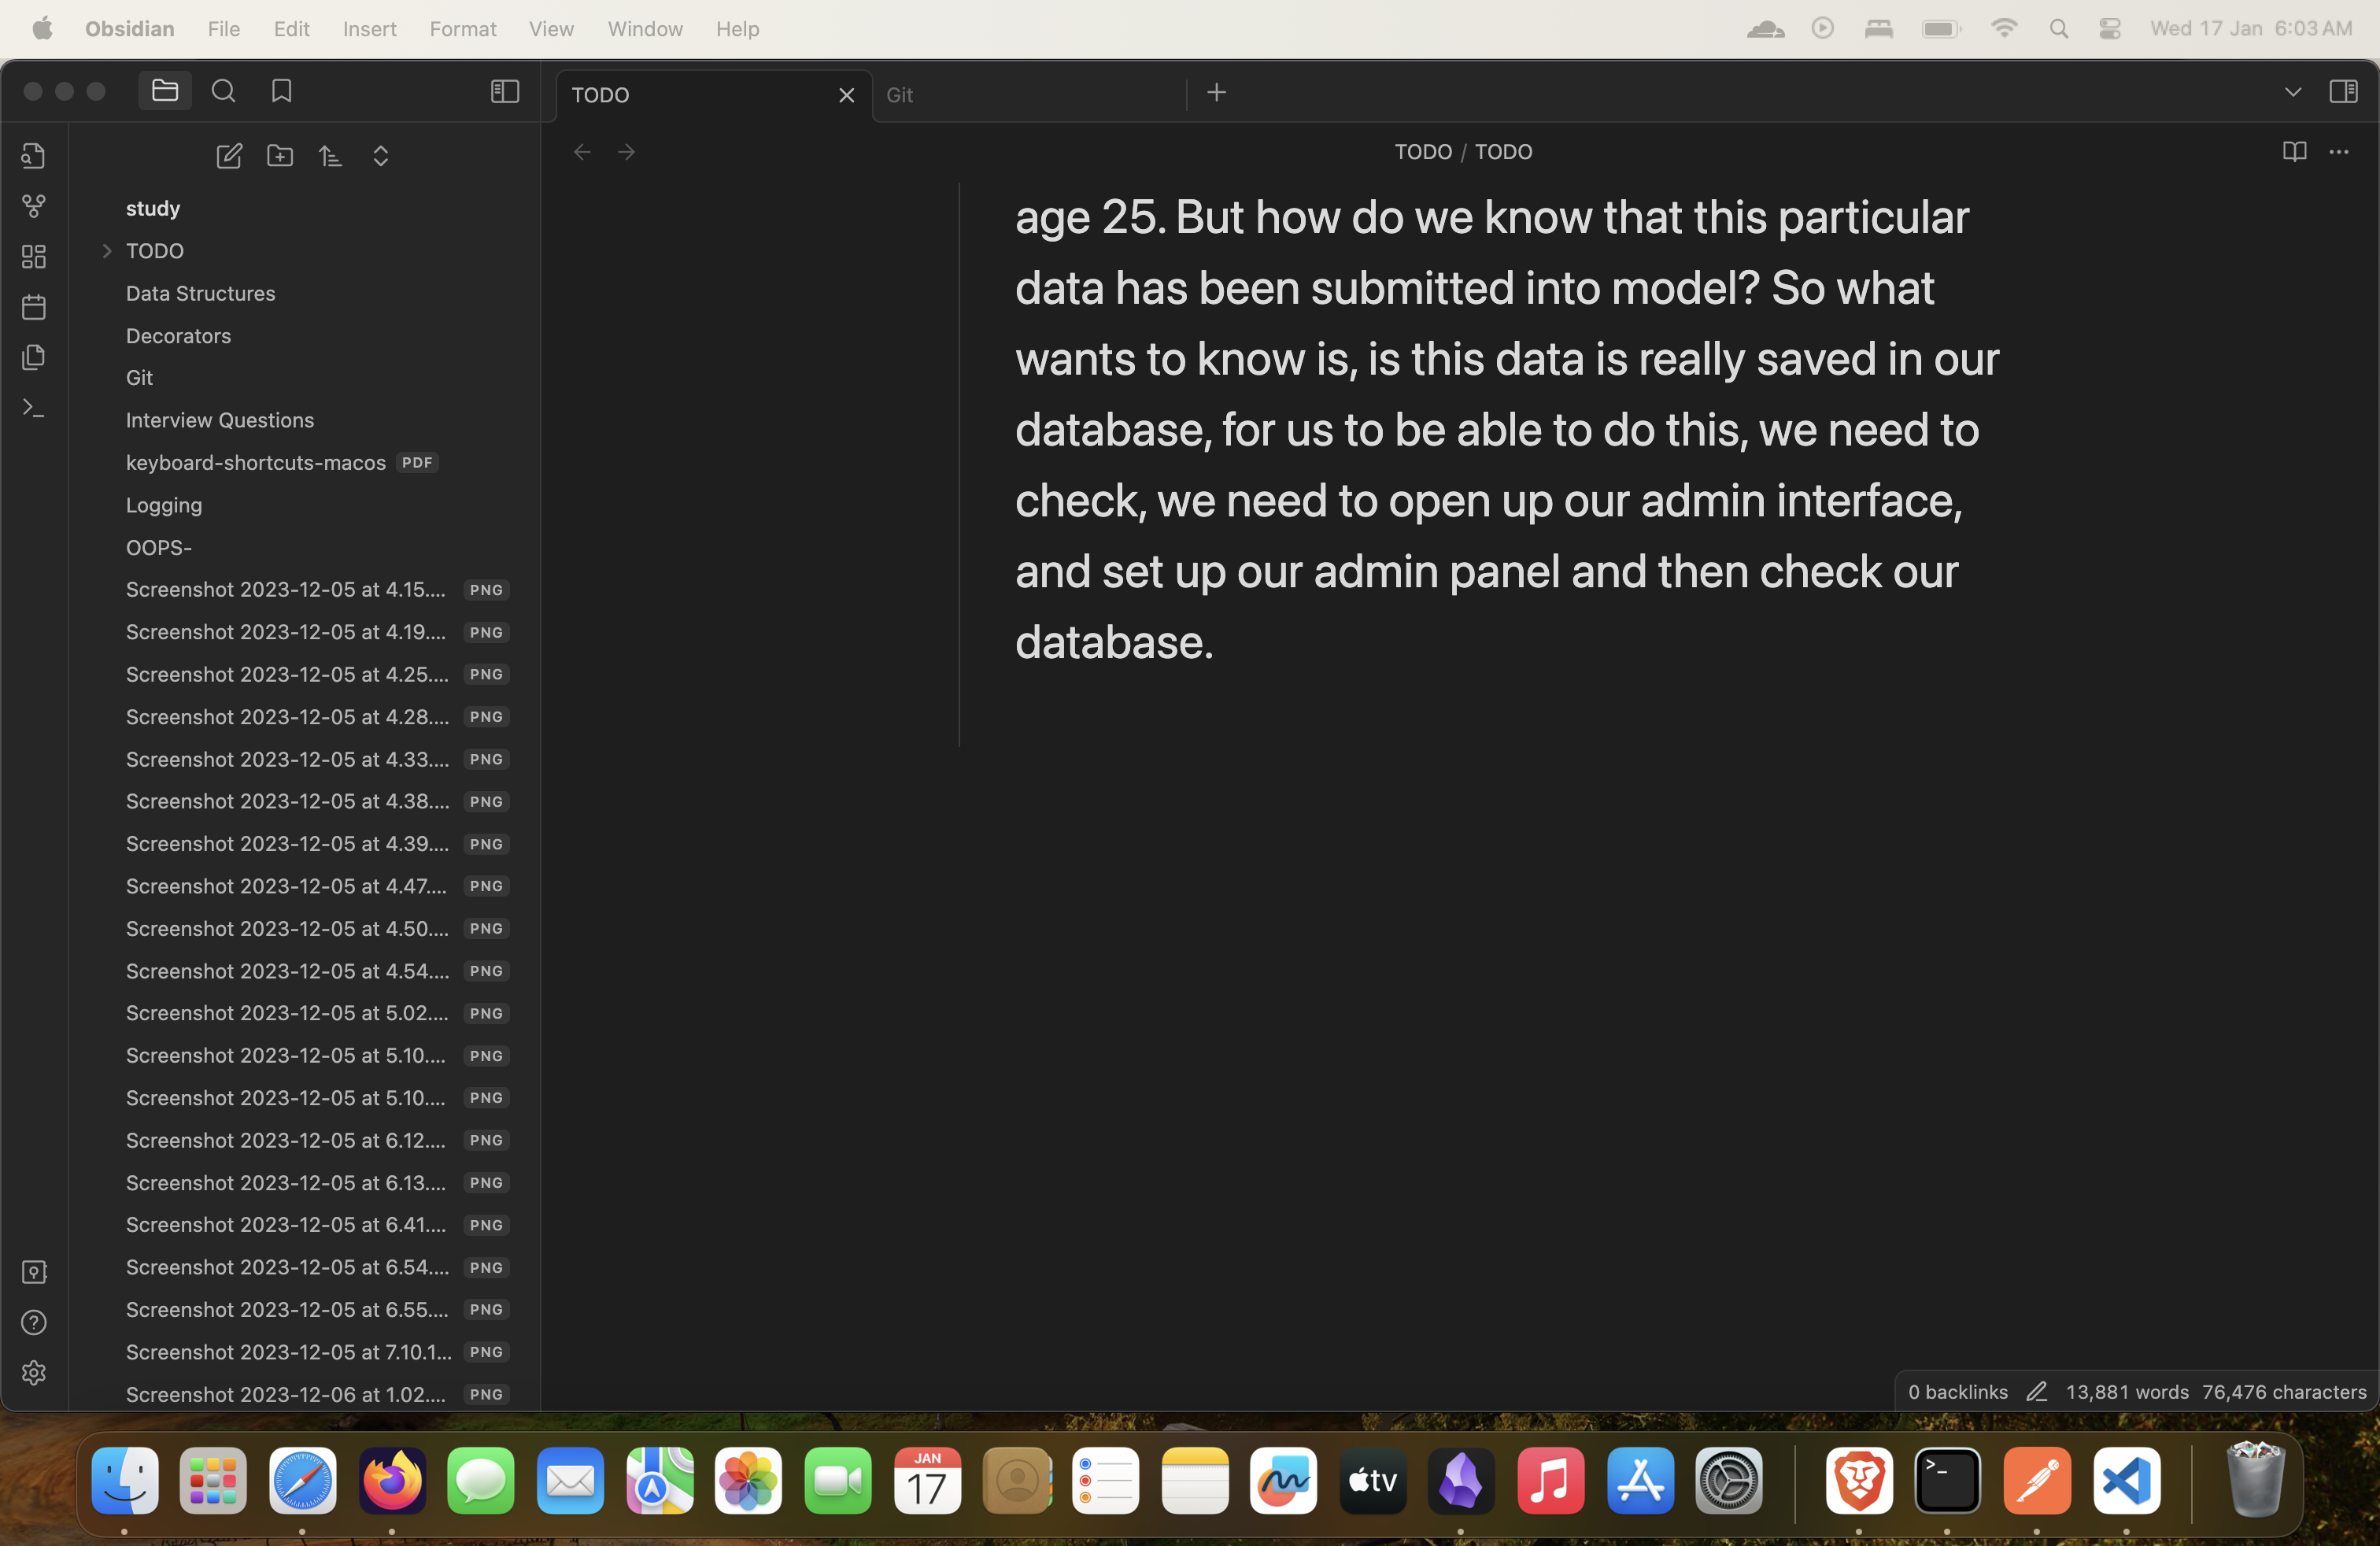 Obsidian File Edit Insert Format View Window Help Wed 17 Jan 6:03 AM
TODO Git
TODO / TODO
study
TODO
Data Structures
Decorators
Git
Interview Questions
keyboard-shortcuts-macos PDF
Logging
OOPS-
Screenshot 2023-12-05 at 4.15.... PNG
Screenshot 2023-12-05 at 4.19.... PNG
Screenshot 2023-12-05 at 4.25.... PNG
Screenshot 2023-12-05 at 4.28.... PNG
Screenshot 2023-12-05 at 4.33.... PNG
Screenshot 2023-12-05 at 4.38.... PNG
Screenshot 2023-12-05 at 4.39.... PNG
Screenshot 2023-12-05 at 4.47.... PNG
Screenshot 2023-12-05 at 4.50.... PNG
Screenshot 2023-12-05 at 4.54.... PNG
Screenshot 2023-12-05 at 5.02.... PNG
Screenshot 2023-12-05 at 5.10.... PNG
Screenshot 2023-12-05 at 5.10.... PNG
Screenshot 2023-12-05 at 6.12.... PNG
Screenshot 2023-12-05 at 6.13.... PNG
Screenshot 2023-12-05 at 6.41.... PNG
Screenshot 2023-12-05 at 6.54.... PNG
Screenshot 2023-12-05 at 6.55.... PNG
Screenshot 2023-12-05 at 7.10.1... PNG
Screenshot 2023-12-06 at 1.02.... PNG
age 25. But how do we know that this particular
data has been submitted into model? So what
wants to know is, is this data is really saved in our
database, for us to be able to do this, we need to
check, we need to open up our admin interface,
and set up our admin panel and then check our
database.
0 backlinks 13,881 words 76,476 characters
JAN
17
tv